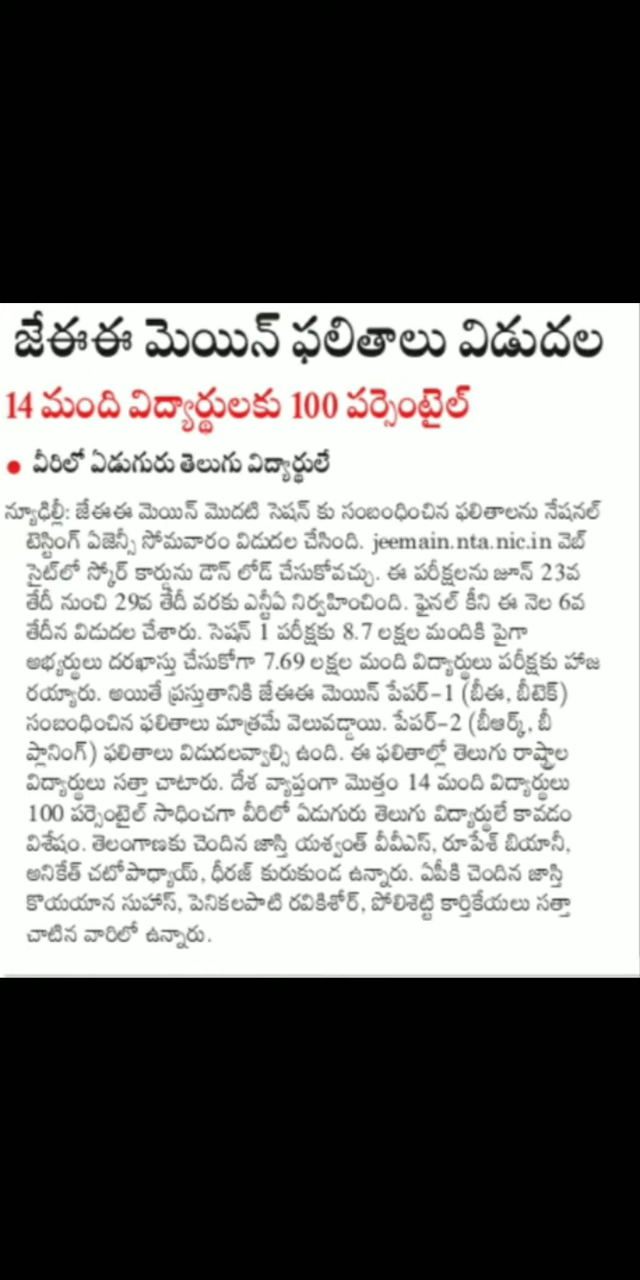 జేఈఈ మెయిన్ ఫలితాలు విడుదల
14 మంది విద్యార్థులకు 100 పర్సెంటైల్
• వీరిలో ఏడుగురు తెలుగు విద్యార్థులే
న్యూఢిల్లీ: జేఈఈ మెయిన్ మొదటి సెషన్ కు సంబంధించిన ఫలితాలను నేషనల్
టెస్టింగ్ ఏజెన్సీ సోమవారం విడుదల చేసింది. jeemain.nta.nic.in వెబ్
సైట్‌లో స్కోర్ కార్డును డౌన్ లోడ్ చేసుకోవచ్చు. ఈ పరీక్షలను జూన్ 23వ
తేదీ నుంచి 29వ తేదీ వరకు ఎన్టీఏ నిర్వహించింది. ఫైనల్ కీని ఈ నెల 6వ
తేదీన విడుదల చేశారు. సెషన్ 1 పరీక్షకు 8.7 లక్షల మందికి పైగా
అభ్యర్థులు దరఖాస్తు చేసుకోగా 7.69 లక్షల మంది విద్యార్థులు పరీక్షకు హాజ
రయ్యారు. అయితే ప్రస్తుతానికి జేఈఈ మెయిన్ పేపర్-1 (బీఈ, బీటెక్)
సంబంధించిన ఫలితాలు మాత్రమే వెలువడ్డాయి. పేపర్-2 (బీఆర్క్, బీ
ప్లానింగ్) ఫలితాలు విడుదలవ్వాల్సి ఉంది. ఈ ఫలితాల్లో తెలుగు రాష్ట్రాల
విద్యార్థులు సత్తా చాటారు. దేశ వ్యాప్తంగా మొత్తం 14 మంది విద్యార్థులు
100 పర్సెంటైల్ సాధించగా వీరిలో ఏడుగురు తెలుగు విద్యార్థులే కావడం
విశేషం. తెలంగాణకు చెందిన జాస్తి యశ్వంత్ వీవీఎస్, రూపేశ్ బియానీ,
అనికేత్ చటోపాధ్యాయ్, ధీరజ్ కురుకుండ ఉన్నారు. ఏపీకి చెందిన జాస్తి
కొయయాన సుహాస్, పెనికలపాటి రవికిశోర్, పోలిశెట్టి కార్తికేయలు సత్తా
చాటిన వారిలో ఉన్నారు.